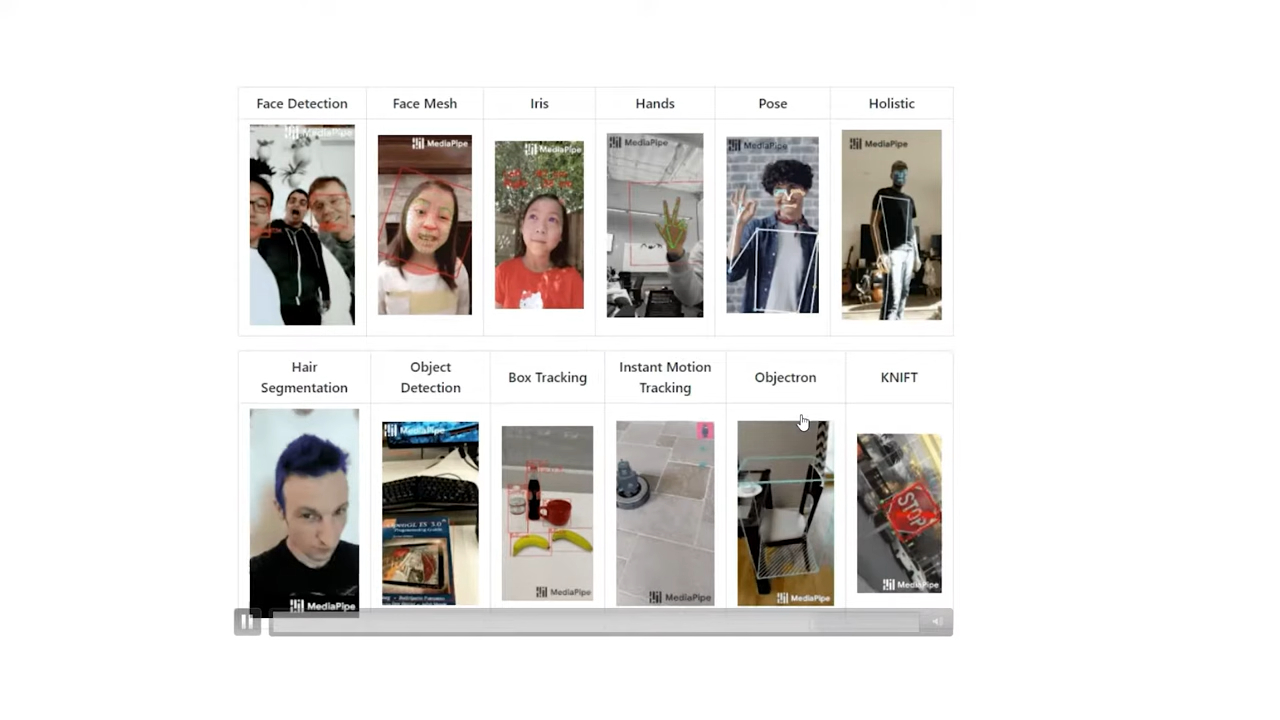 Face Detection
Face Mesh
Iris
Hands
Pose
Holistic
MediaPipe
MediaPipe
MediaPipe
MediaPipe
MediaPipe
MediaPipe
Hair
Segmentation
Object
Detection
Box Tracking
Instant Motion
Tracking
Objectron
KNIFT
MediaPipe
STOP
MediaPipe
MediaPipe
MediaPipe
MediaPipe
MediaPipe